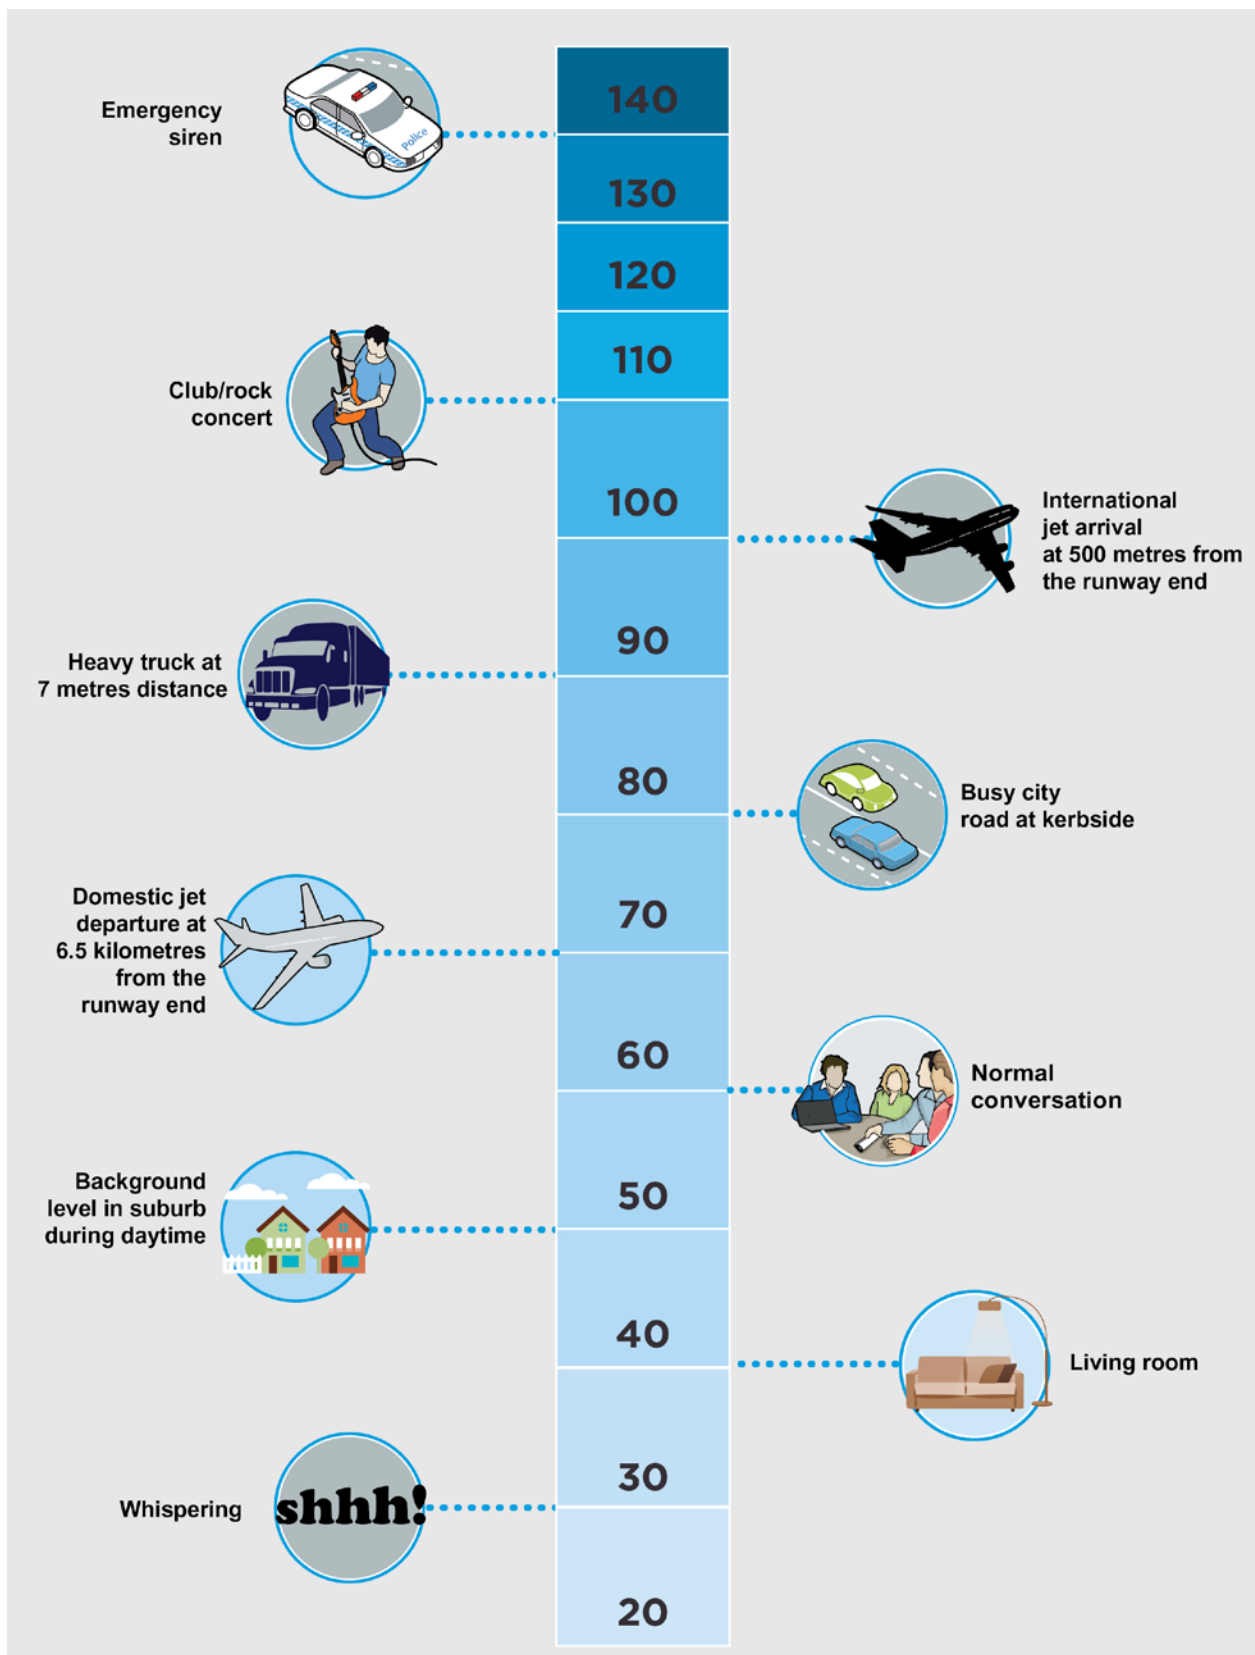 Emergency
siren
Police
140
130
120
110
Club/rock
concert
100
International
jet arrival
at 500 metres from
the runway end
90
Heavy truck at
7 metres distance
80
Busy city
road at kerbside
Domestic jet
departure at
6.5 kilometres
from the
runway end
70
60
Normal
conversation
Background
level in suburb
during daytime
50
40
Living room
30
Whispering
shhh!
20